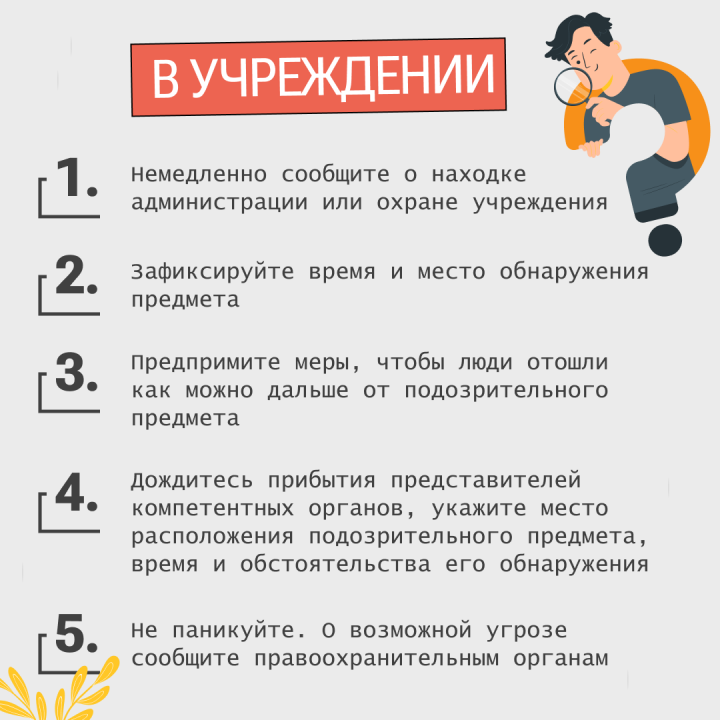 В УЧРЕЖДЕНИИ
1.
Немедленно сообщите о находке
администрации или охране учреждения
2.
Зафиксируйте время и место обнаружения
предмета
3.
Предпримите меры, чтобы люди отошли
как можно дальше от подозрительного
предмета
4.
Дождитесь прибытия представителей
компетентных органов, укажите место
расположения подозрительного предмета,
время и обстоятельства его обнаружения
5.
Не паникуйте. О возможной угрозе
сообщите правоохранительным органам